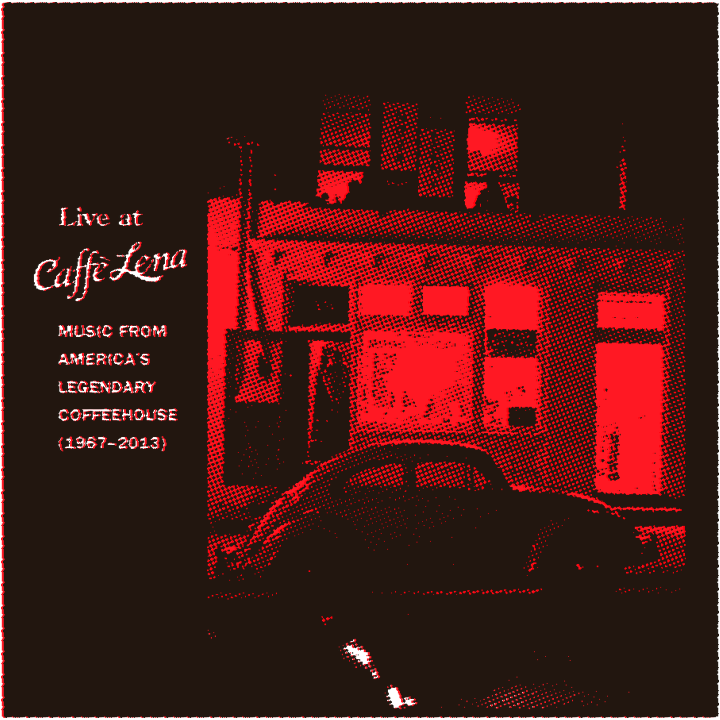 Live at
Caffè Lena
MUSIC FROM
AMERICA'S
LEGENDARY
COFFEEHOUSE
(1967–2013)